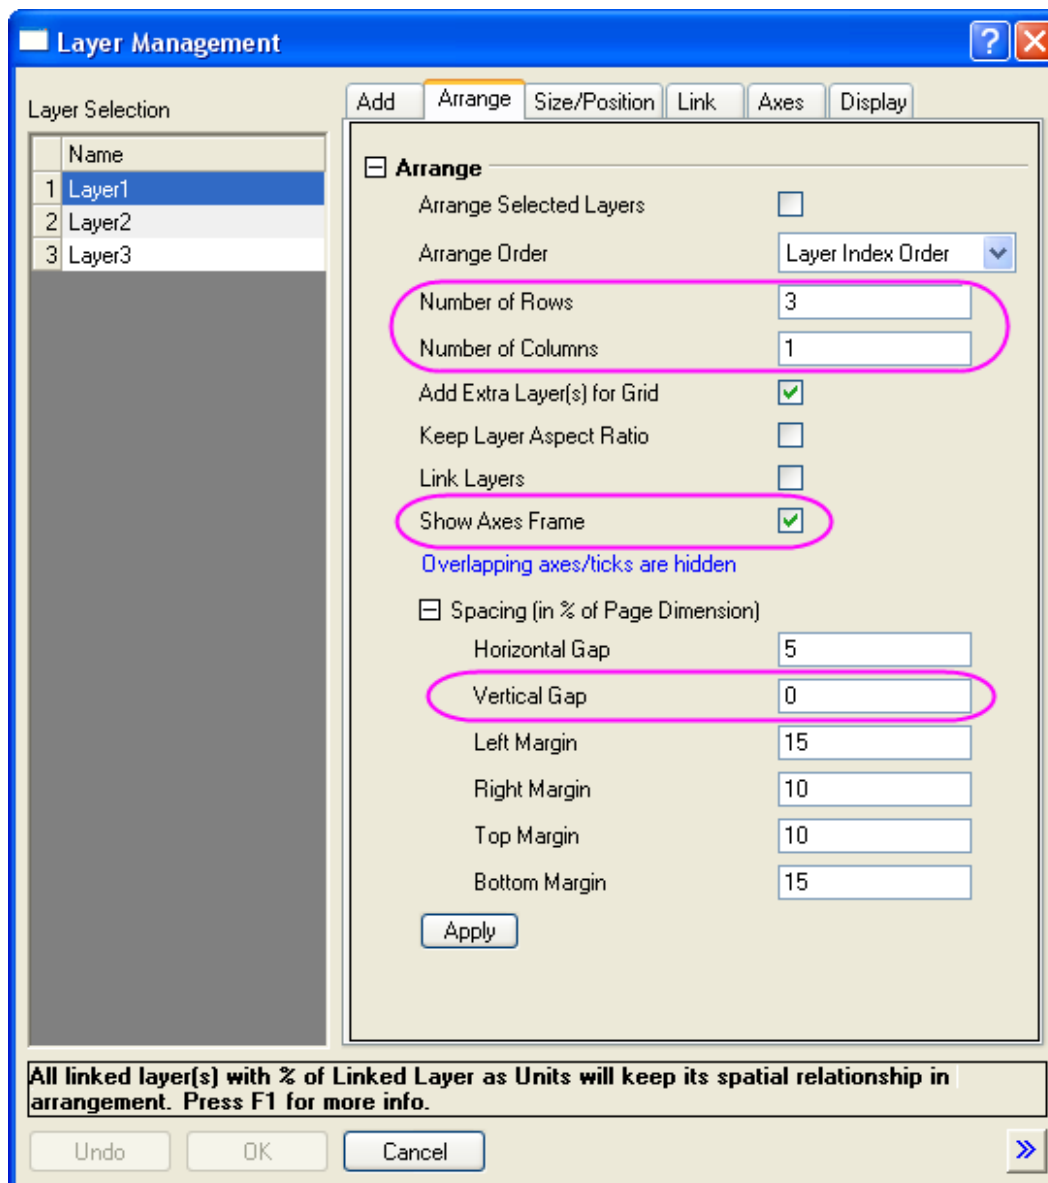 Layer Management
Layer Selection
Name
1 Layer1
2 Layer2
3 Layer3
Add Arrange Size/Position Link Axes Display
Arrange
Arrange Selected Layers
Arrange Order Layer Index Order
Number of Rows 3
Number of Columns 1
Add Extra Layer(s) for Grid
Keep Layer Aspect Ratio
Link Layers
Show Axes Frame
Overlapping axes/ticks are hidden
Spacing (in % of Page Dimension)
Horizontal Gap 5
Vertical Gap 0
Left Margin 15
Right Margin 10
Top Margin 10
Bottom Margin 15
Apply
All linked layer(s) with % of Linked Layer as Units will keep its spatial relationship in
arrangement. Press F1 for more info.
Undo OK Cancel